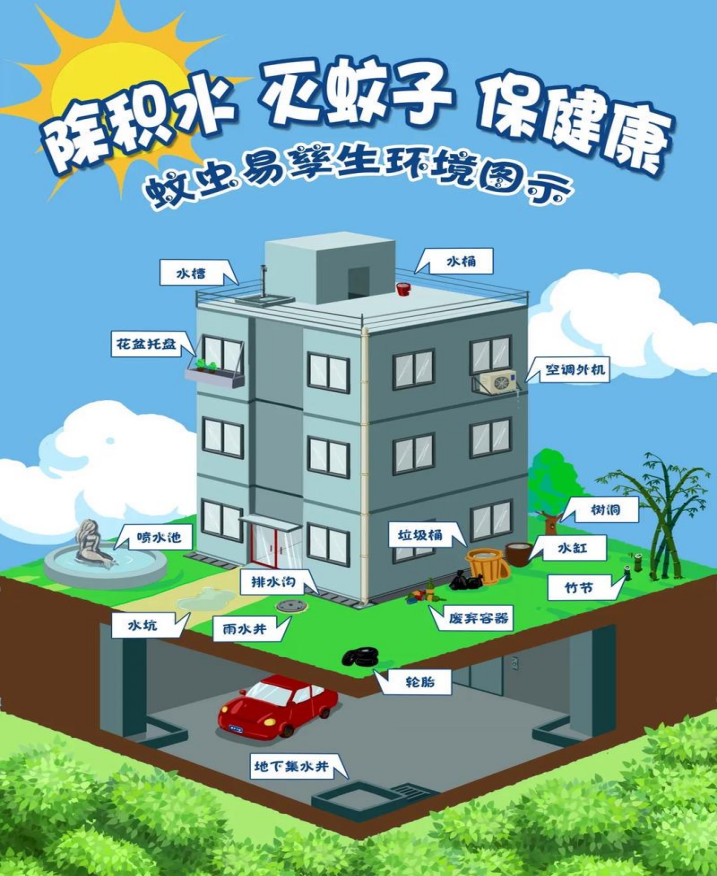 除积水 灭蚊子 保健康
蚊虫易孳生环境图示
水槽
水桶
花盆托盘
空调外机
树洞
喷水池
垃圾桶
水缸
排水沟
竹节
水坑
雨水井
废弃容器
轮胎
地下集水井